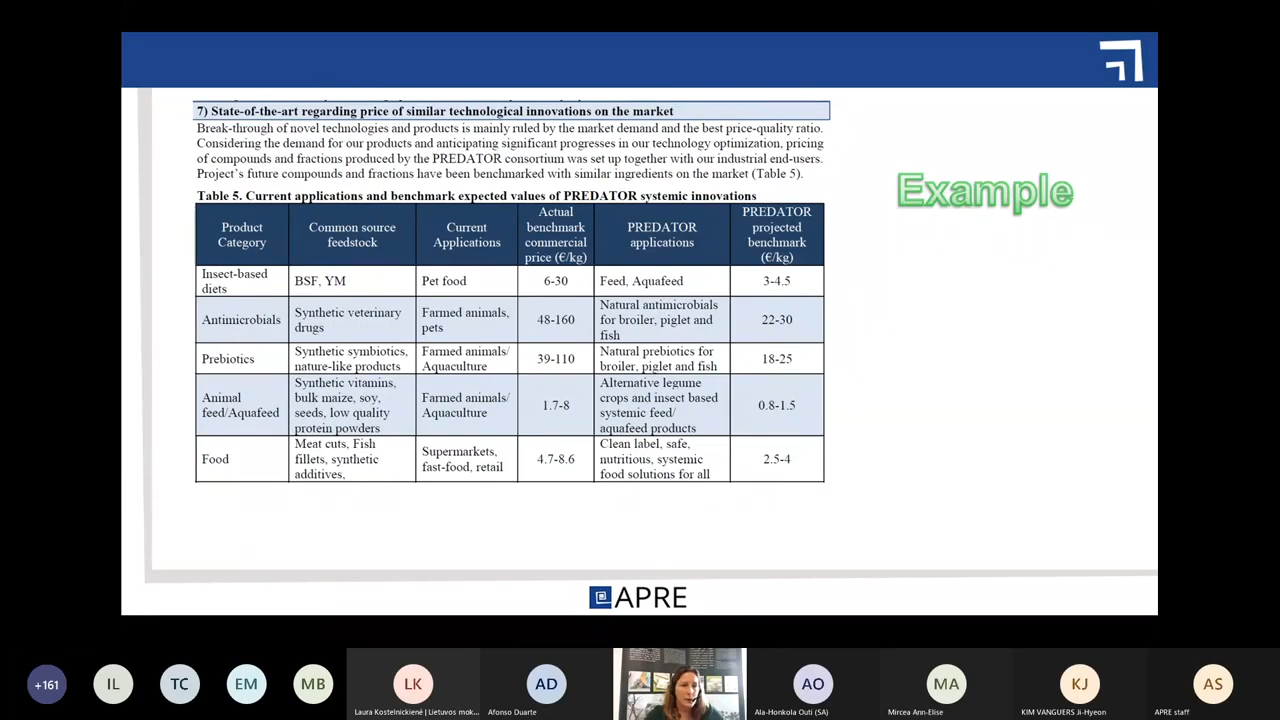 7) State-of-the-art regarding price of similar technological innovations on the market
Break-through of novel technologies and products is mainly ruled by the market demand and the best price-quality ratio.
Considering the demand for our products and anticipating significant progresses in our technology optimization, pricing
of compounds and fractions produced by the PREDATOR consortium was set up together with our industrial end-users.
Project's future compounds and fractions have been benchmarked with similar ingredients on the market (Table 5).
Example
Table 5. Current applications and benchmark expected values of PREDATOR systemic innovations
Product
Category
Common source
feedstock
Current
Applications
Actual
benchmark
commercial
price (€/kg)
PREDATOR
applications
PREDATOR
projected
benchmark
(€/kg)
Insect-based
diets
BSF, YM
Pet food
6-30
Feed, Aquafeed
3-4.5
Antimicrobials
Synthetic veterinary
drugs
Farmed animals,
pets
48-160
Natural antimicrobials
for broiler, piglet and
fish
22-30
Prebiotics
Synthetic symbiotics,
nature-like products
Farmed animals/
Aquaculture
39-110
Natural prebiotics for
broiler, piglet and fish
18-25
Animal
feed/Aquafeed
Synthetic vitamins,
bulk maize, soy,
seeds, low quality
protein powders
Farmed animals/
Aquaculture
1.7-8
Alternative legume
crops and insect based
systemic feed/
aquafeed products
0.8-1.5
Food
Meat cuts, Fish
fillets, synthetic
additives,
Supermarkets,
fast-food, retail
4.7-8.6
Clean label, safe,
nutritious, systemic
food solutions for all
2.5-4
APRE
+161
IL
TC
EM
MB
LK
AD
AO
MA
KJ
AS
Laura Kostelnickienė | Lietuvos mok...
Afonso Duarte
Ala-Honkola Outi (SA)
Mircea Ann-Elise
KIM VANGUERS Ji-Hyeon
APRE staff